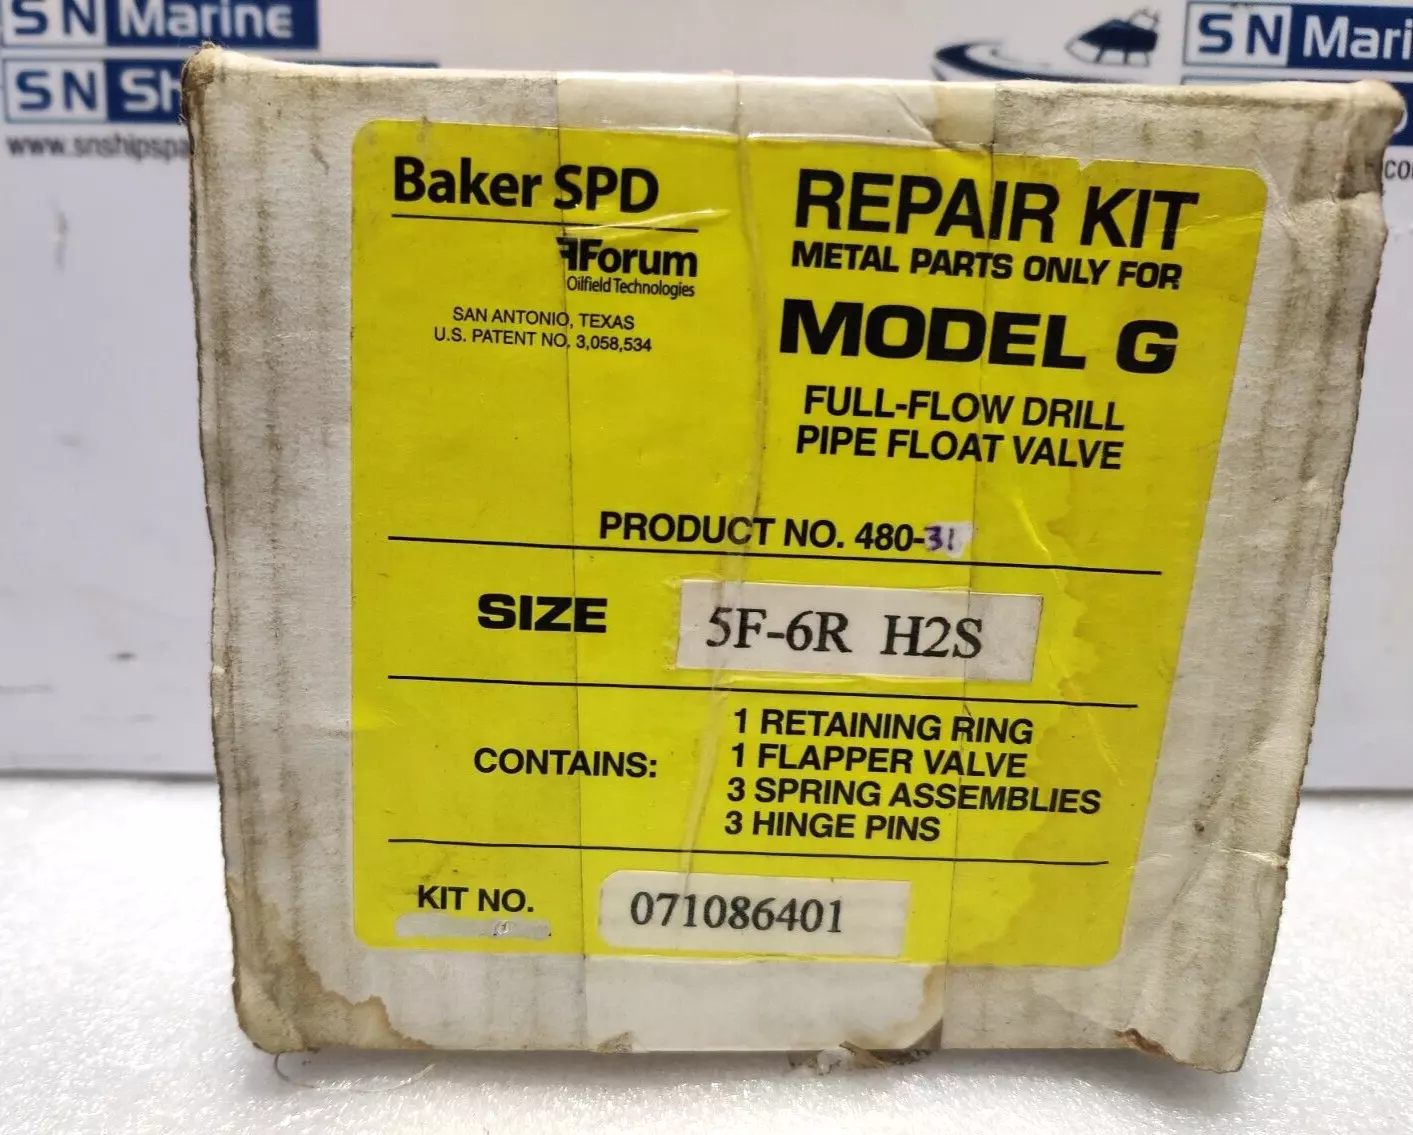 SN Marine
SN Sh
www.snshipspa
SN Mari
Baker SPD
Forum
Oilfield Technologies
SAN ANTONIO, TEXAS
U.S. PATENT NO. 3,058,534
REPAIR KIT
METAL PARTS ONLY FOR
MODEL G
FULL-FLOW DRILL
PIPE FLOAT VALVE
PRODUCT NO. 480-31
SIZE 5F-6R H2S
CONTAINS:
1 RETAINING RING
1 FLAPPER VALVE
3 SPRING ASSEMBLIES
3 HINGE PINS
KIT NO. 071086401